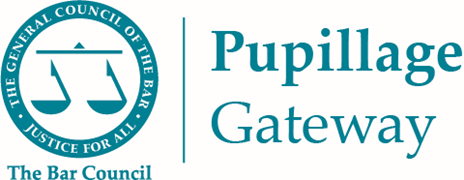 THE GENERAL COUNCIL OF THE BAR
• JUSTICE FOR ALL •
The Bar Council
Pupillage
Gateway